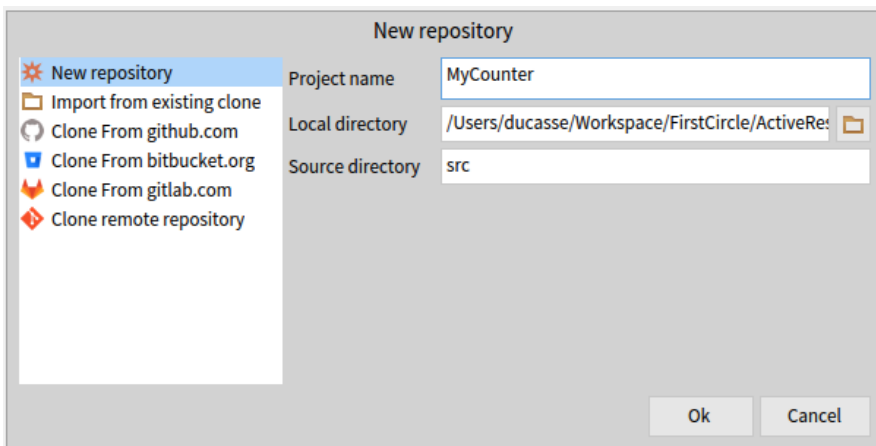 New repository
New repository
Import from existing clone
Clone From github.com
Clone From bitbucket.org
Clone From gitlab.com
Clone remote repository
Project name MyCounter
Local directory /Users/ducasse/Workspace/FirstCircle/ActiveRes
Source directory src
Ok Cancel